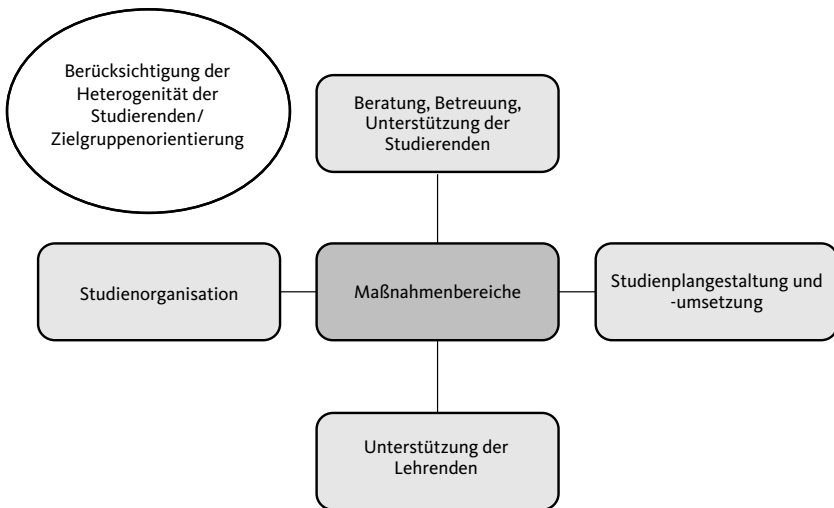 Berücksichtigung der
Heterogenität der
Studierenden/
Zielgruppenorientierung
Beratung, Betreuung,
Unterstützung der
Studierenden
Studienorganisation
Maßnahmenbereiche
Studienplangestaltung und
-umsetzung
Unterstützung der
Lehrenden